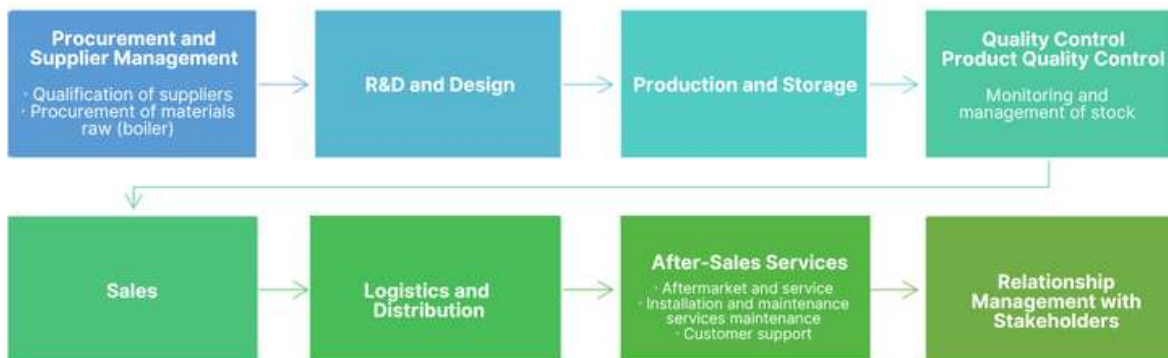 Procurement and
Supplier Management
· Qualification of suppliers
· Procurement of materials
raw (boiler)
R&D and Design
Production and Storage
Quality Control
Product Quality Control
Monitoring and
management of stock
Sales
Logistics and
Distribution
After-Sales Services
· Aftermarket and service
· Installation and maintenance
services maintenance
· Customer support
Relationship
Management with
Stakeholders